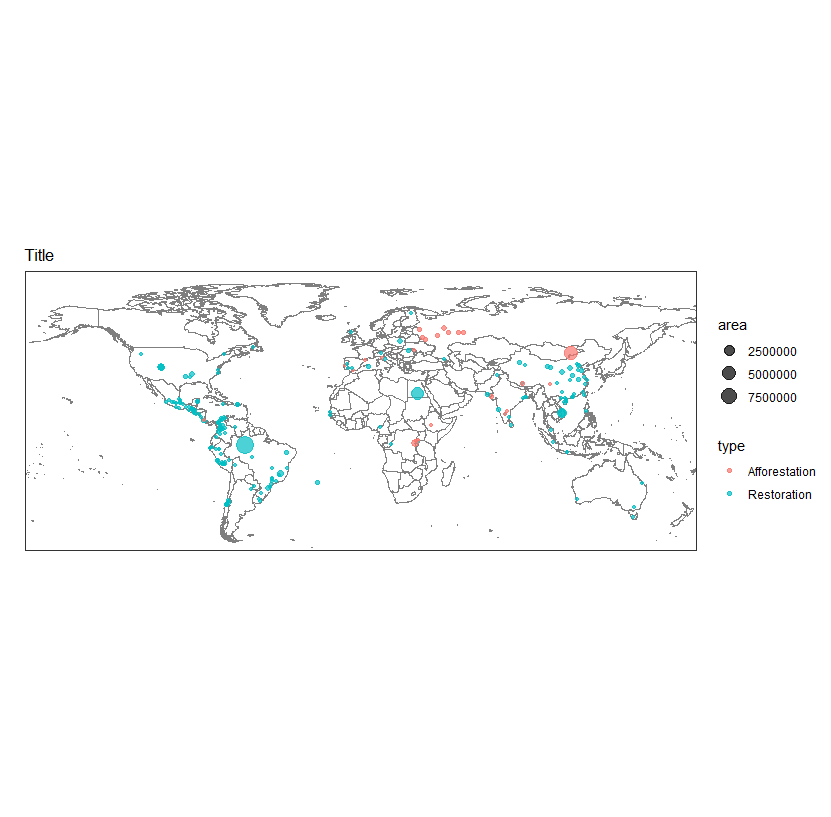 Title
area
2500000
5000000
7500000
type
Afforestation
Restoration